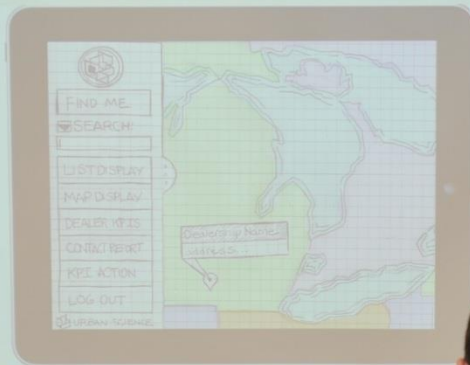 FIND ME
SEARCH:
LIST DISPLAY
MAP DISPLAY
DEALER KPIS
CONTACT REPORT
KPI ACTION
LOG OUT
URBAN SCIENCE
Dealership Name
address